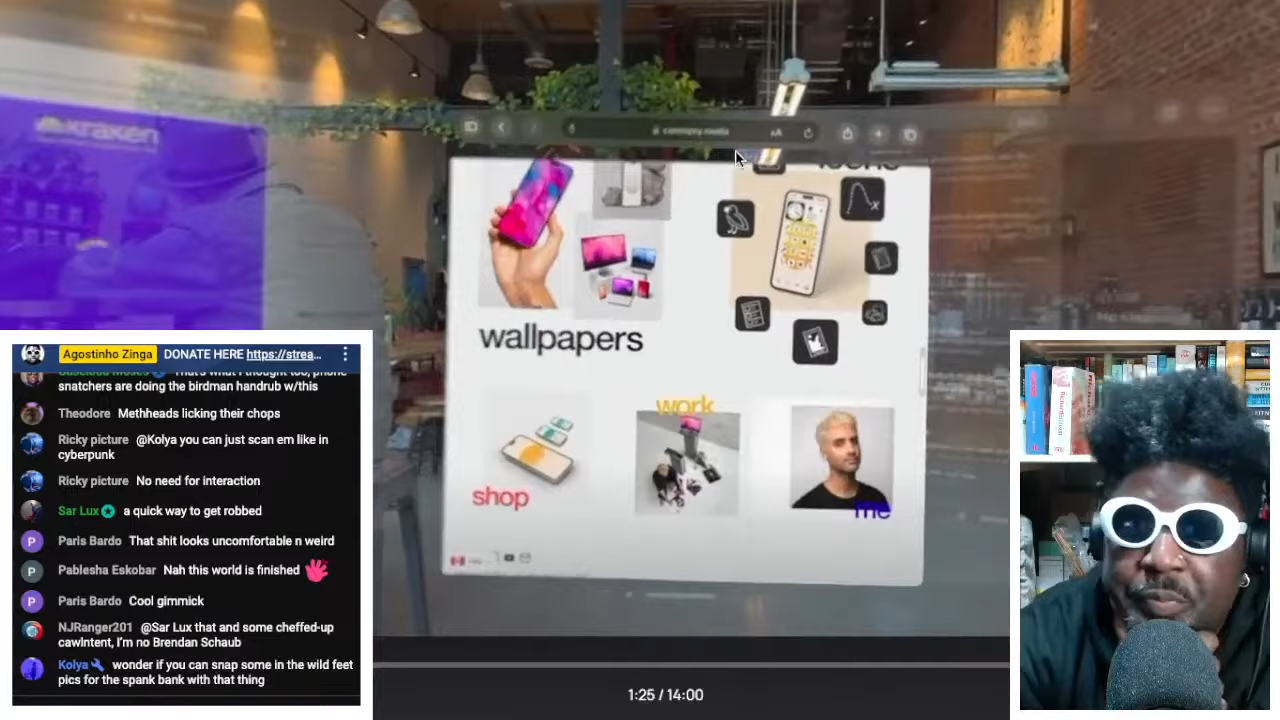 kraken
AA
wallpapers
work
shop
me
Agostinho Zinga DONATE HERE https://strea...
That's what I thought too, phone
snatchers are doing the birdman handrub w/this
Theodore Methheads licking their chops
Ricky picture @Kolya you can just scan em like in
cyberpunk
Ricky picture No need for interaction
Sar Lux a quick way to get robbed
P Paris Bardo That shit looks uncomfortable n weird
P Pablesha Eskobar Nah this world is finished
P Paris Bardo Cool gimmick
NJRanger201 @Sar Lux that and some cheffed-up
cawIntent, I'm no Brendan Schaub
Kolya wonder if you can snap some in the wild feet
pics for the spank bank with that thing
1:25 / 14:00